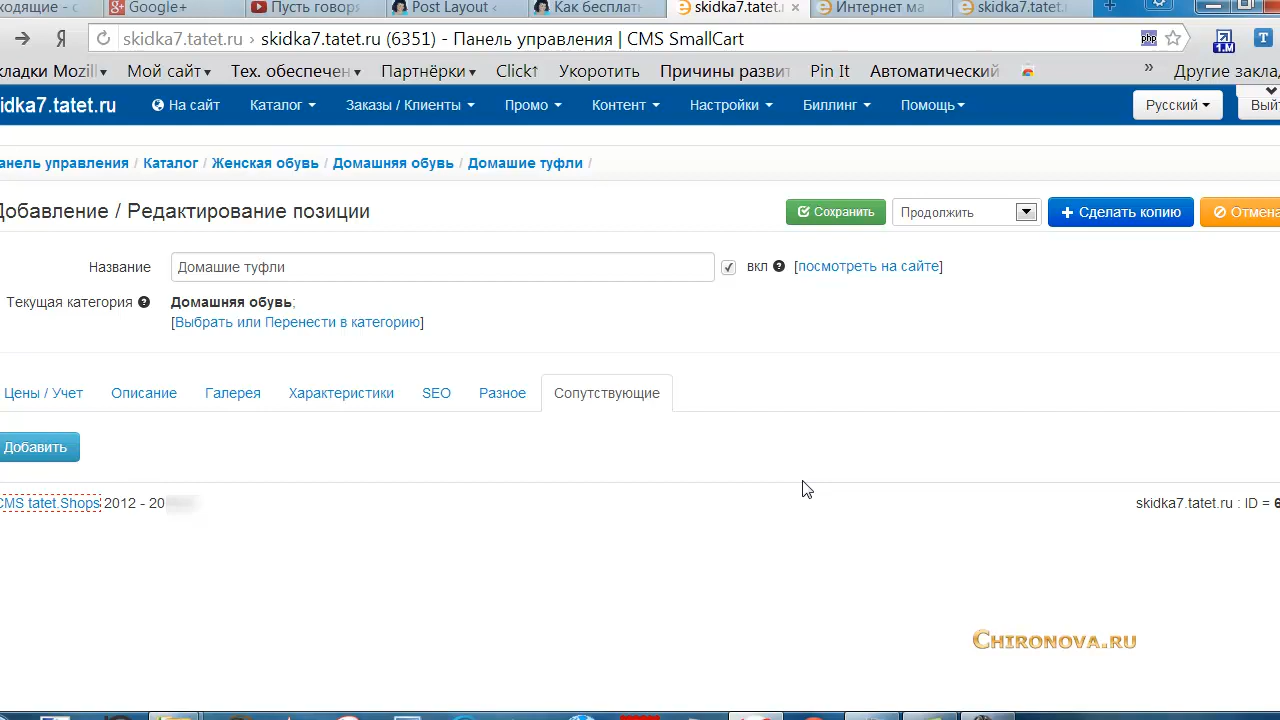 ходящие - с Google+ Пусть говоря Post Layout Как бесплатн skidka7.tatet. Интернет ма skidka7.tatet.
skidka7.tatet.ru › skidka7.tatet.ru (6351) - Панель управления | CMS SmallCart
кладки Mozill Мой сайт Тех. обеспечен Партнёрки Click↑ Укоротить Причины разви Pin It Автоматический » Другие закла
idka7.tatet.ru На сайт Каталог Заказы / Клиенты Промо Контент Настройки Биллинг Помощь Русский Вый
анель управления / Каталог / Женская обувь / Домашняя обувь / Домашие туфли /
Добавление / Редактирование позиции Сохранить Продолжить Сделать копию Отмена
Название Домашие туфли вкл [посмотреть на сайте]
Текущая категория Домашняя обувь;
[Выбрать или Перенести в категорию]
Цены / Учет Описание Галерея Характеристики SEO Разное Сопутствующие
Добавить
CMS tatet.Shops 2012 - 20 skidka7.tatet.ru : ID = 6
Chironova.ru